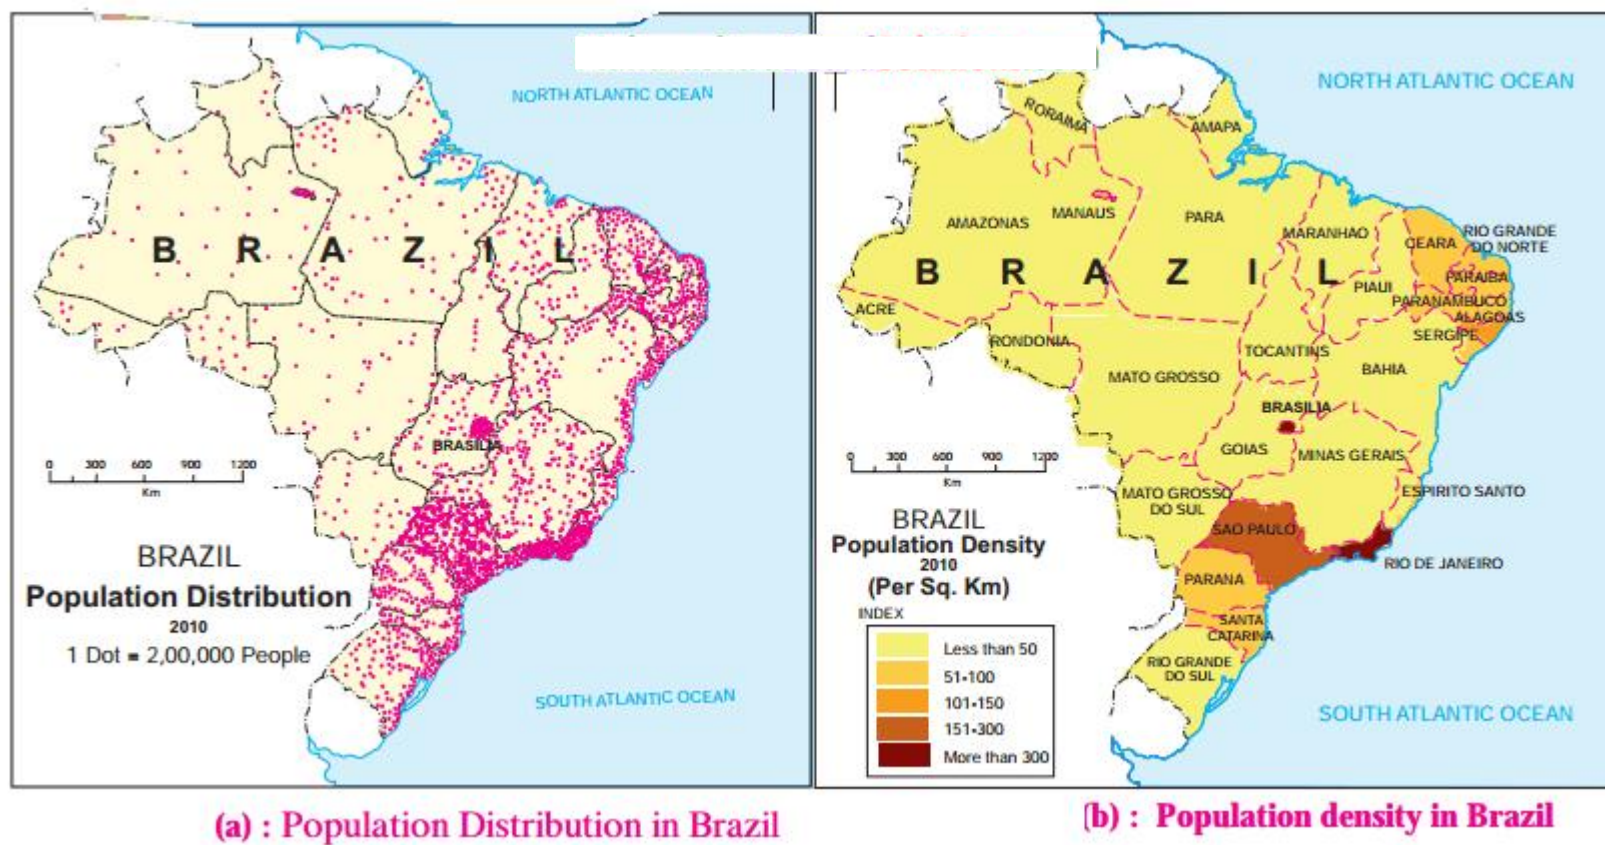 NORTH ATLANTIC OCEAN
B R A Z I L
BRASILIA
0 300 600 900 1200
Km
BRAZIL
Population Distribution
2010
1 Dot = 2,00,000 People
SOUTH ATLANTIC OCEAN
(a) : Population Distribution in Brazil
NORTH ATLANTIC OCEAN
RORAIMA
AMAPA
AMAZONAS
MANAUS
PARA
MARANHAO
CEARA
RIO GRANDE
DO NORTE
B R A Z I L
PIAUI
PARAIBA
PARANAMBUCO
ALAGOAS
SERGIPE
ACRE
RONDONIA
TOCANTINS
BAHIA
MATO GROSSO
BRASILIA
GOIAS
MINAS GERAIS
0 300 600 900 1200
Km
MATO GROSSO
DO SUL
ESPIRITO SANTO
SAO PAULO
RIO DE JANEIRO
PARANA
SANTA
CATARINA
RIO GRANDE
DO SUL
BRAZIL
Population Density
2010
(Per Sq. Km)
INDEX
Less than 50
51-100
101-150
151-300
More than 300
SOUTH ATLANTIC OCEAN
(b) : Population density in Brazil